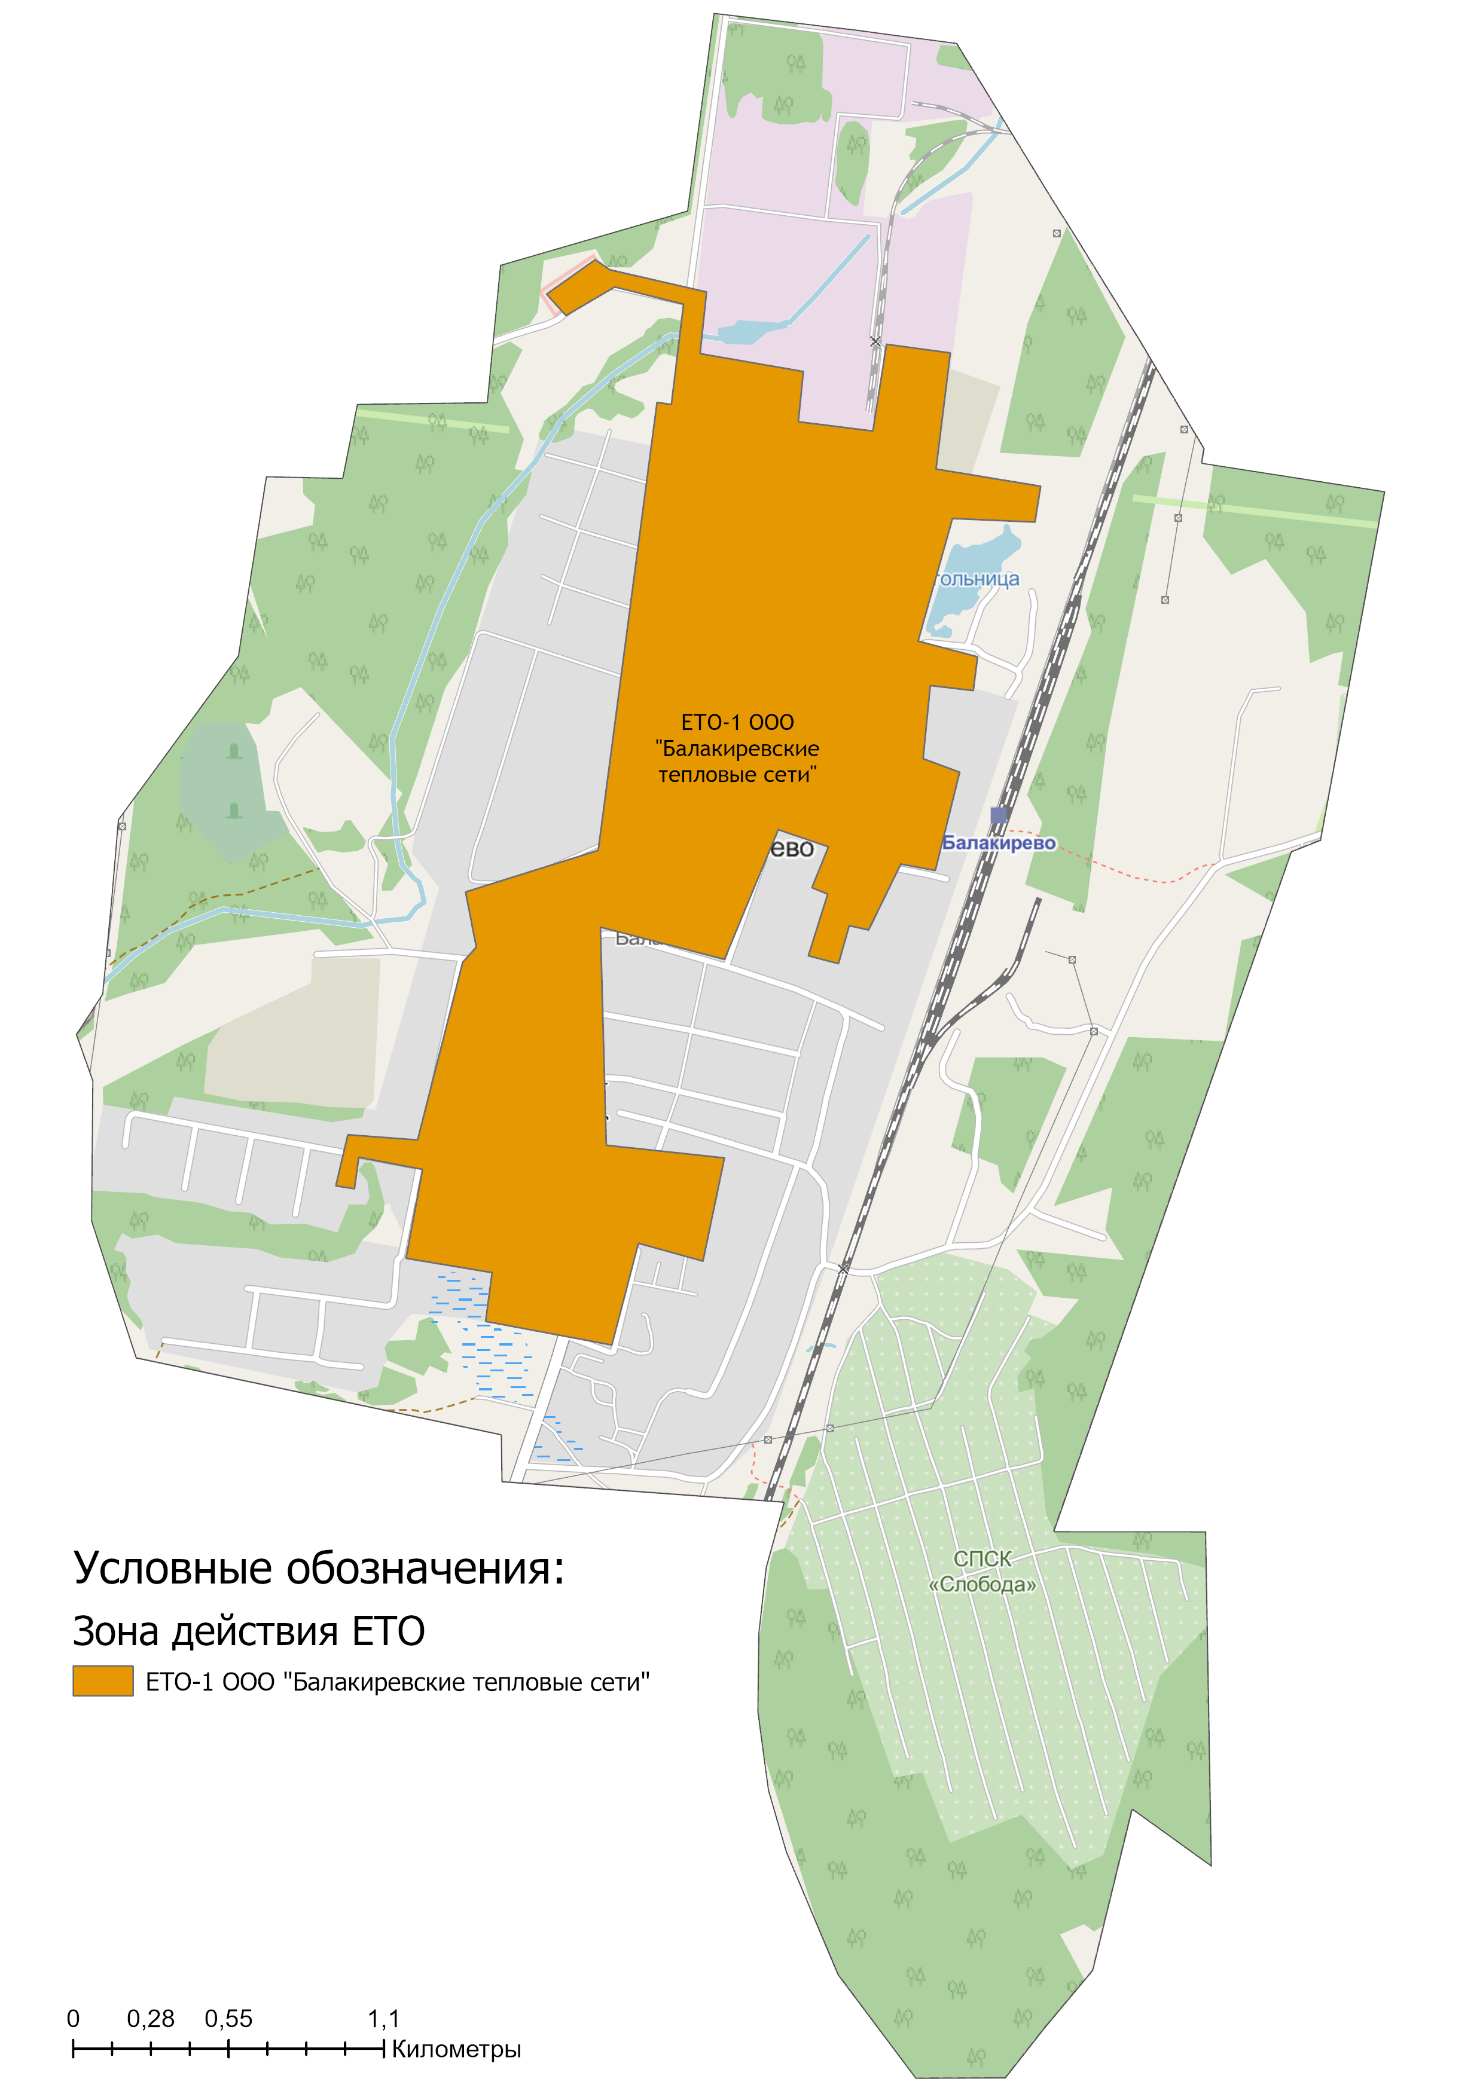 гольница
ЕТО-1 ООО
"Балакиревские
тепловые сети"
Балакирево
ево
СПСК
«Слобода»
Условные обозначения:
Зона действия ЕТО
ЕТО-1 ООО "Балакиревские тепловые сети"
0 0,28 0,55 1,1
Километры